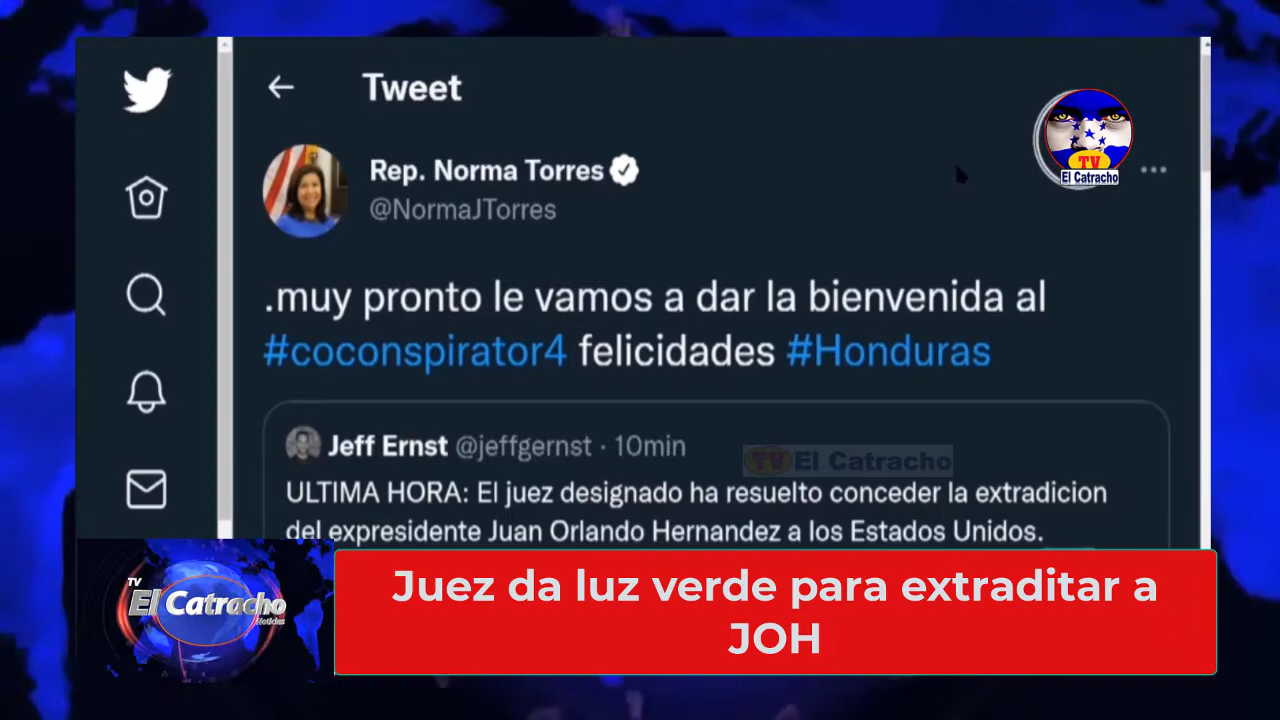 Tweet
Rep. Norma Torres
@NormaJTorres
TV
El Catracho
.muy pronto le vamos a dar la bienvenida al
#coconspirator4 felicidades #Honduras
Jeff Ernst @jeffgernst · 10min
TV El Catracho
ULTIMA HORA: El juez designado ha resuelto conceder la extradicion
del expresidente Juan Orlando Hernandez a los Estados Unidos.
TV
El Catracho
Noticias
Juez da luz verde para extraditar a
JOH